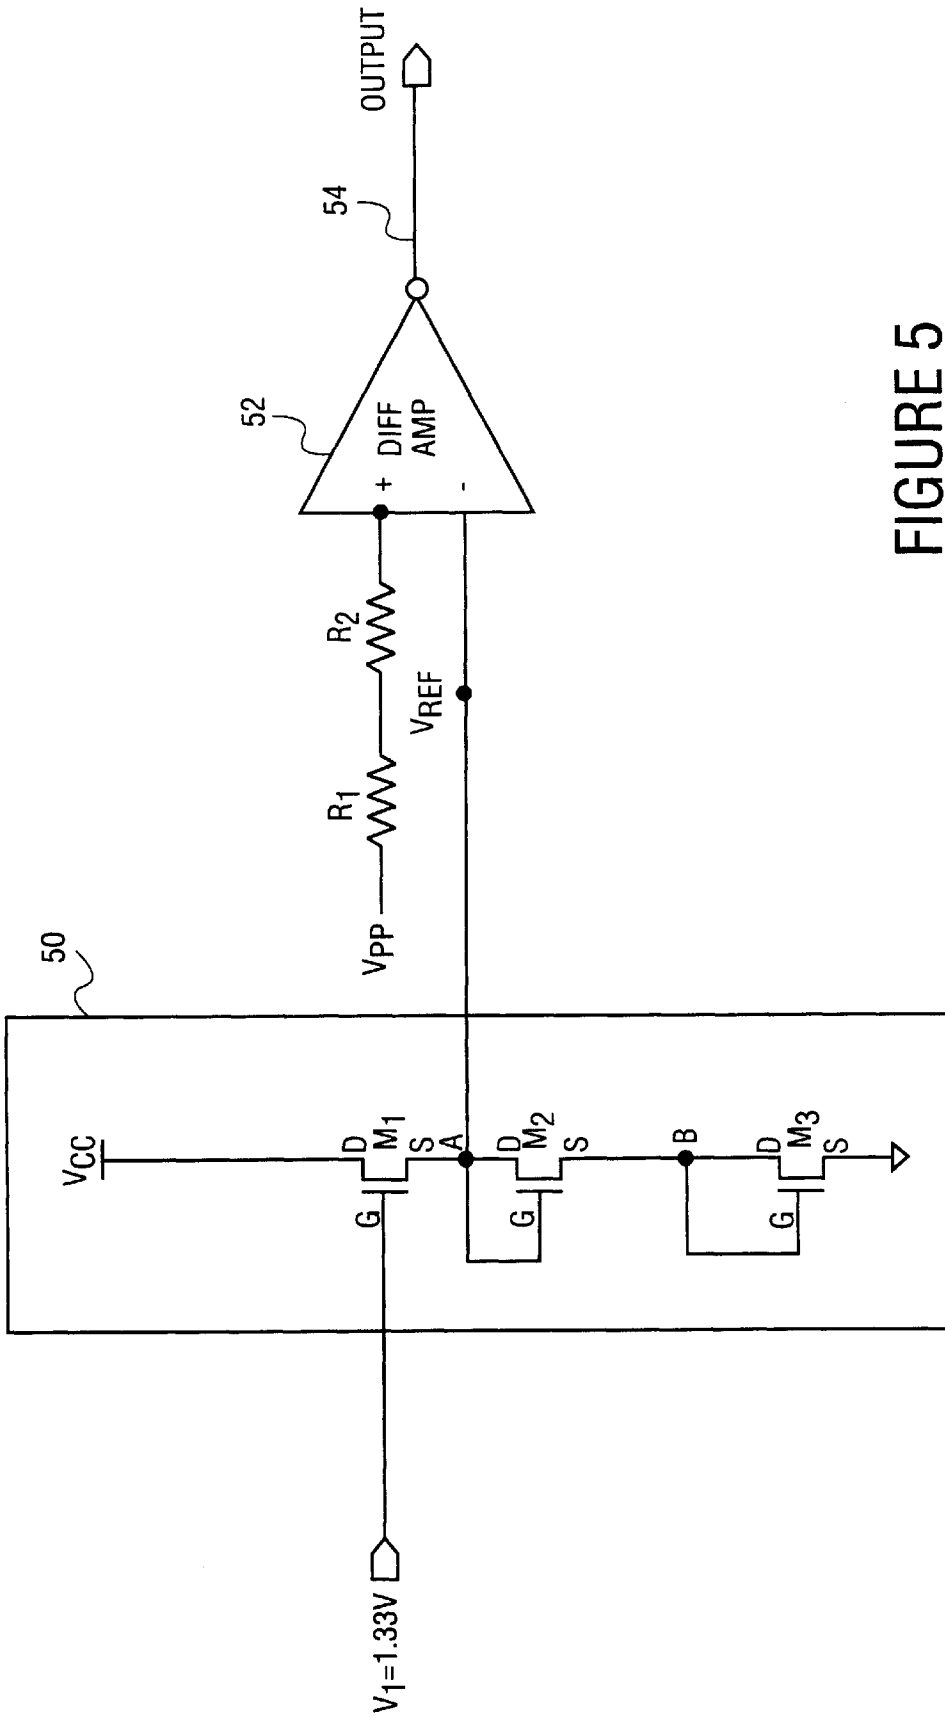 50
VCC
D
M1
G
S
A
D
M2
G
S
B
D
M3
G
S
V1=1.33V
VPP
R1
R2
VREF
52
+
DIFF
AMP
-
54
OUTPUT
FIGURE 5